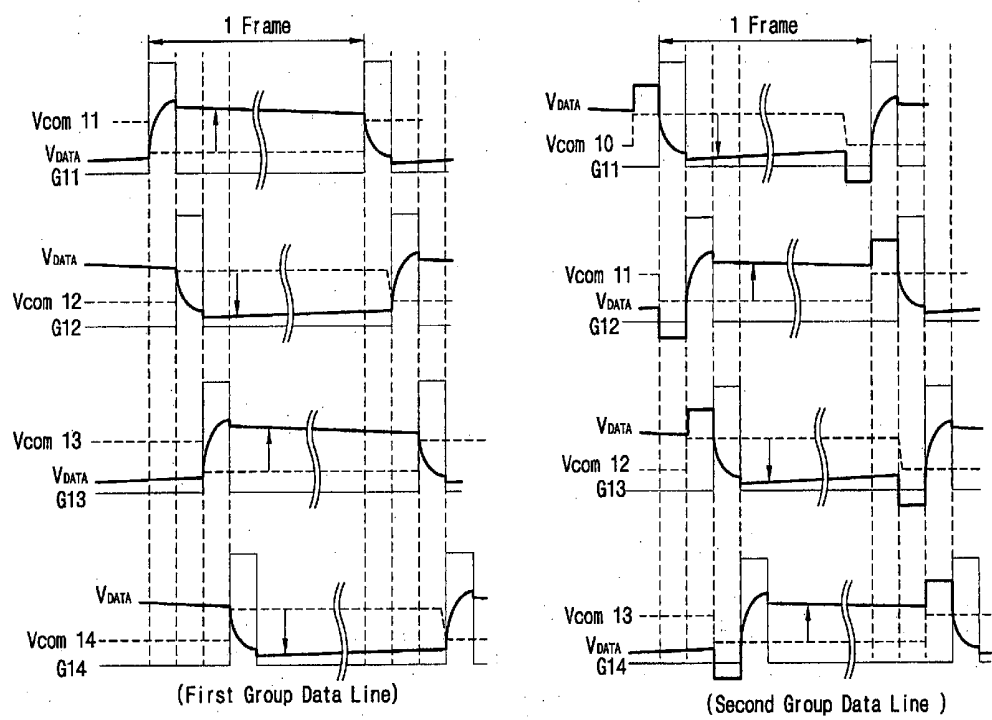 1 Frame
Vcom 11
VDATA
G11
VDATA
Vcom 12
G12
Vcom 13
VDATA
G13
VDATA
Vcom 14
G14
(First Group Data Line)
1 Frame
VDATA
Vcom 10
G11
Vcom 11
VDATA
G12
VDATA
Vcom 12
G13
Vcom 13
VDATA
G14
(Second Group Data Line )